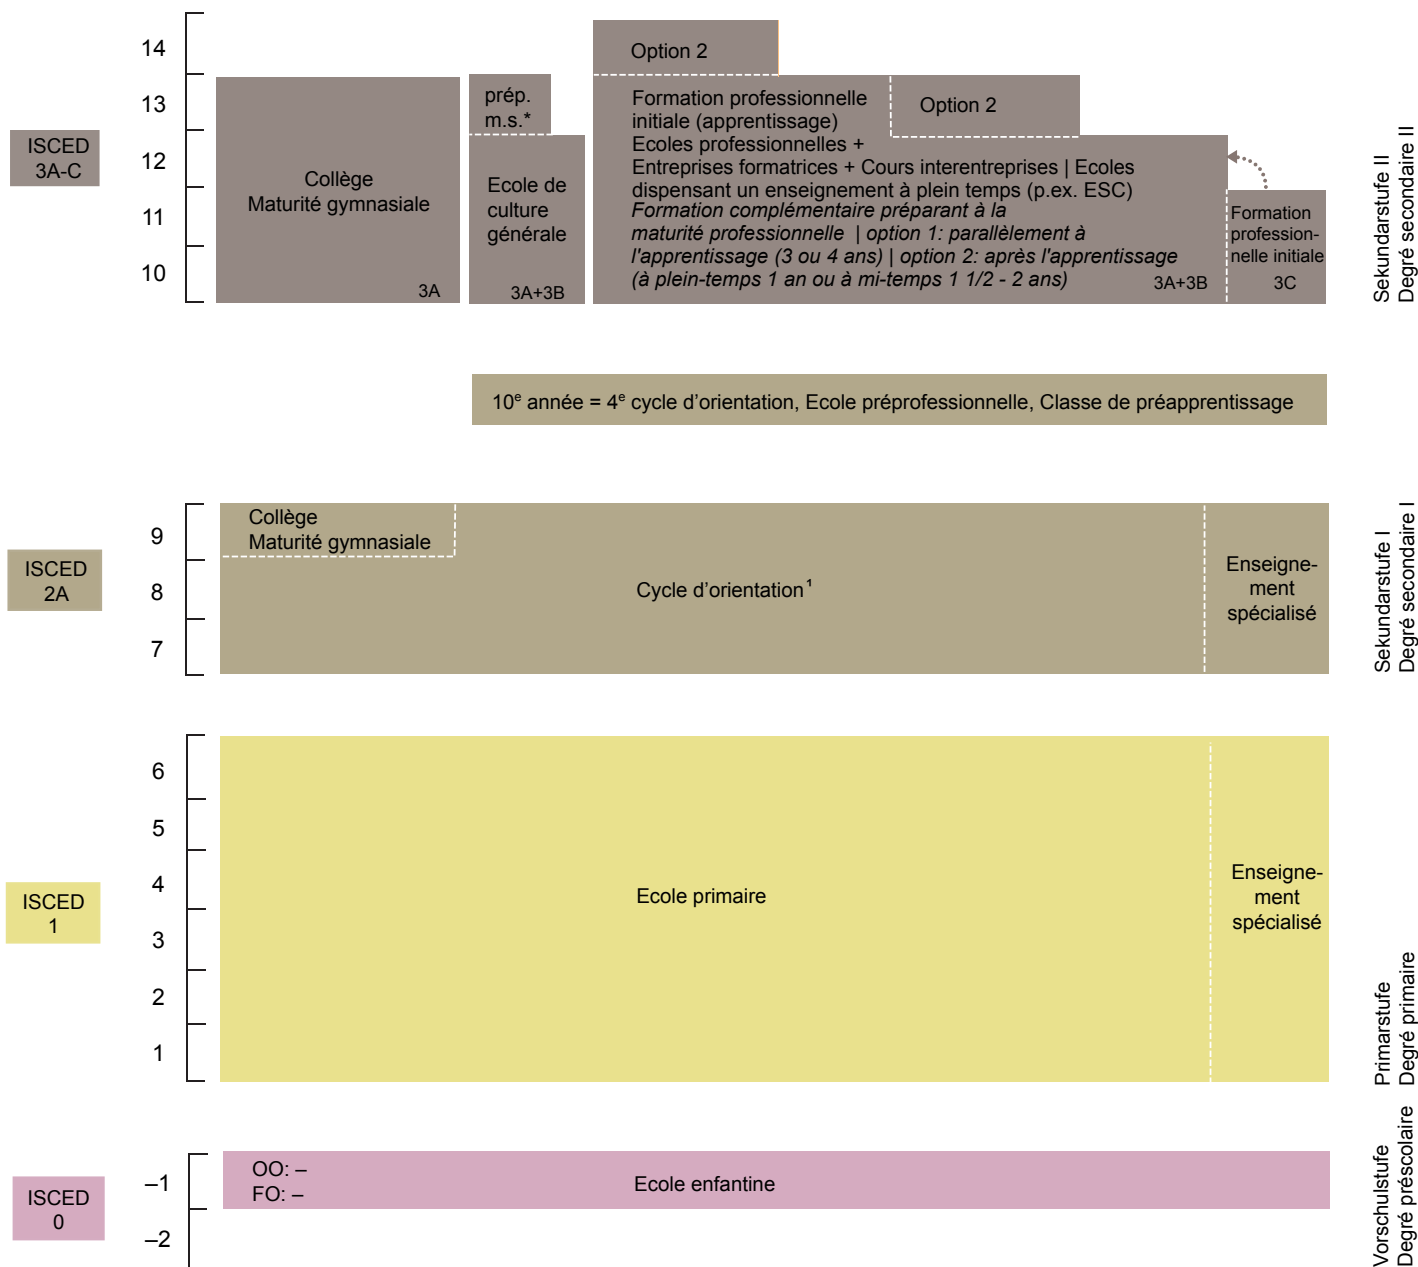 14
13
12
11
10
ISCED
3A-C
Option 2
prép.
m.s.*
Formation professionnelle
initiale (apprentissage)
Ecoles professionnelles +
Entreprises formatrices + Cours interentreprises | Ecoles
dispensant un enseignement à plein temps (p.ex. ESC)
Formation complémentaire préparant à la
maturité professionnelle | option 1: parallèlement à
l'apprentissage (3 ou 4 ans) | option 2: après l'apprentissage
(à plein-temps 1 an ou à mi-temps 1 1/2 - 2 ans)
3A+3B
Option 2
Collège
Maturité gymnasiale
3A
Ecole de
culture
générale
3A+3B
Formation
profession-
nelle initiale
3C
Sekundarstufe II
Degré secondaire II
10e année = 4e cycle d’orientation, Ecole préprofessionnelle, Classe de préapprentissage
9
8
7
ISCED
2A
Collège
Maturité gymnasiale
Cycle d’orientation¹
Enseigne-
ment
spécialisé
Sekundarstufe I
Degré secondaire I
6
5
4
3
2
1
ISCED
1
Ecole primaire
Enseigne-
ment
spécialisé
Primarstufe
Degré primaire
–1
–2
ISCED
0
OO: –
FO: –
Ecole enfantine
Vorschulstufe
Degré préscolaire